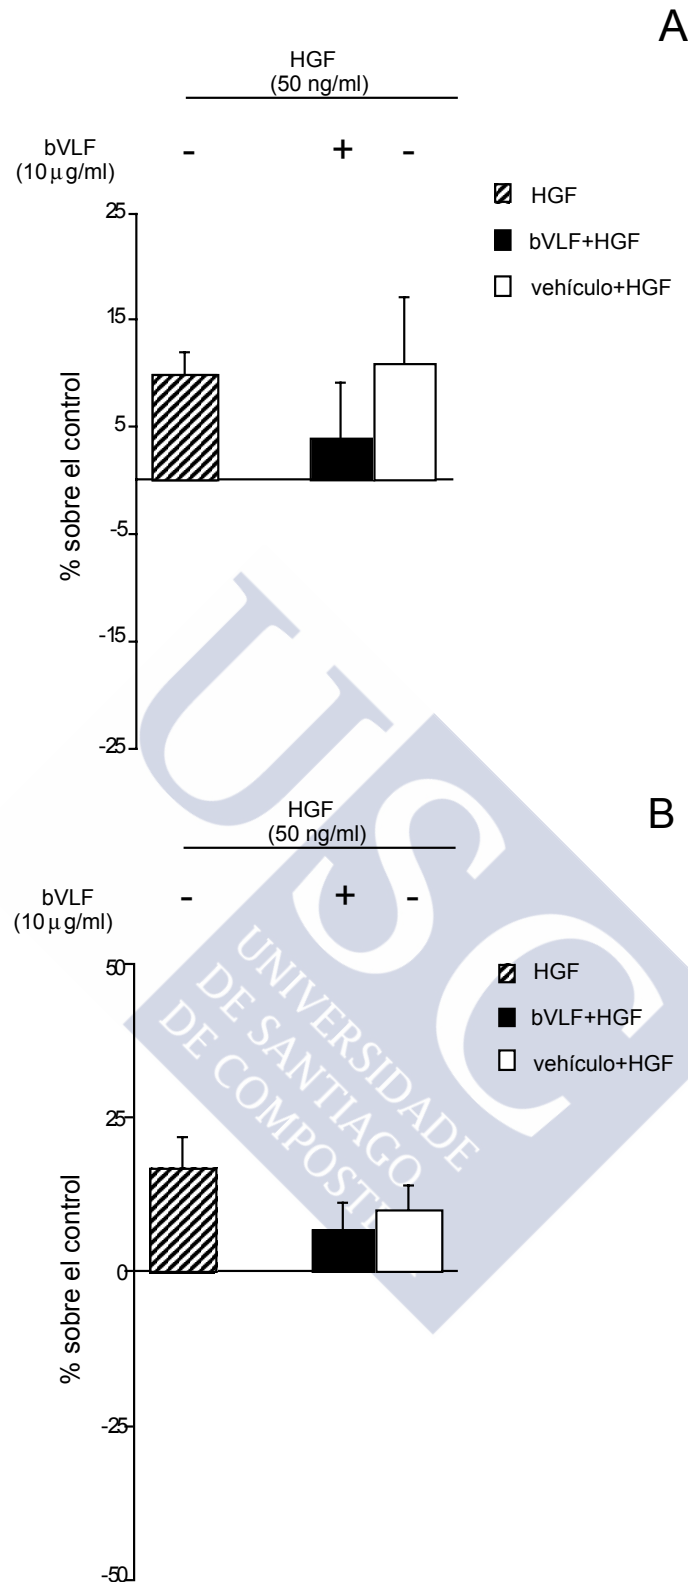 A
HGF
(50 ng/ml)
bVLF
(10 μg/ml)
- + -
HGF
bVLF+HGF
vehículo+HGF
25
15
5
-5
-15
-25
% sobre el control
B
HGF
(50 ng/ml)
bVLF
(10 μg/ml)
- + -
HGF
bVLF+HGF
vehículo+HGF
50
25
0
-25
-50
% sobre el control
USC
UNIVERSIDADE
DE SANTIAGO